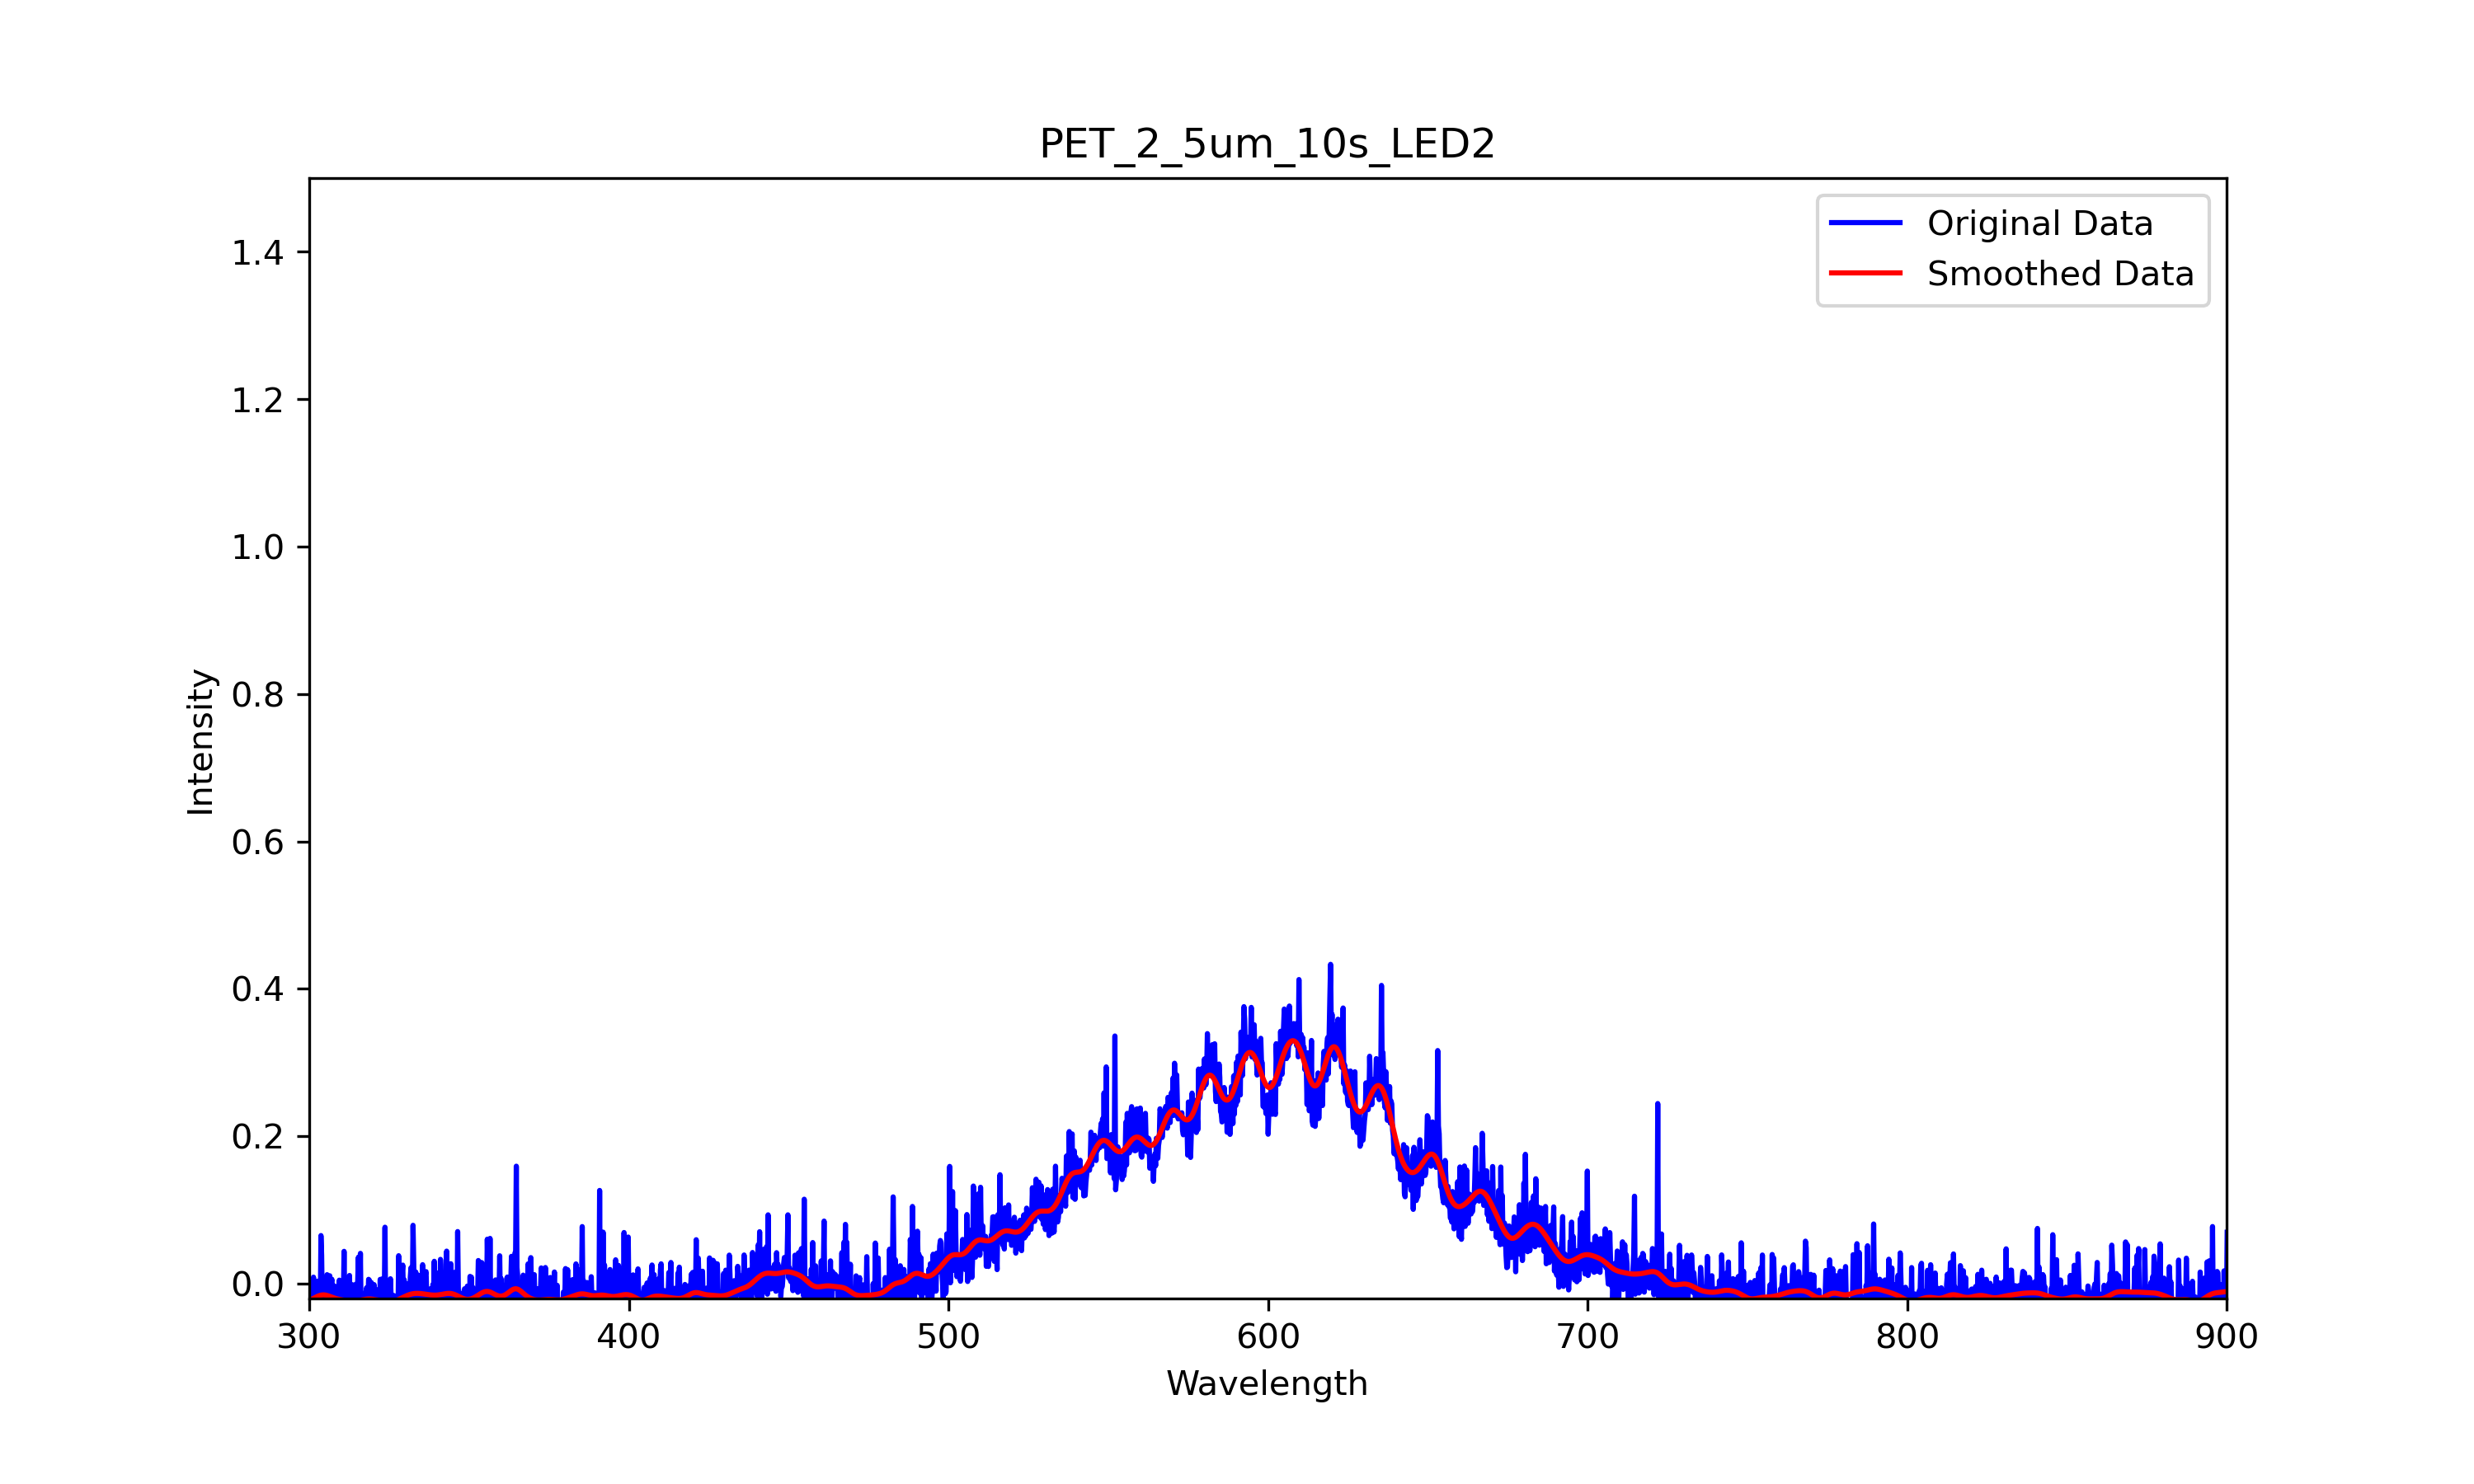 PET_2_5um_10s_LED2
Original Data
Smoothed Data
1.4
1.2
1.0
0.8
0.6
0.4
0.2
0.0
Intensity
300 400 500 600 700 800 900
Wavelength